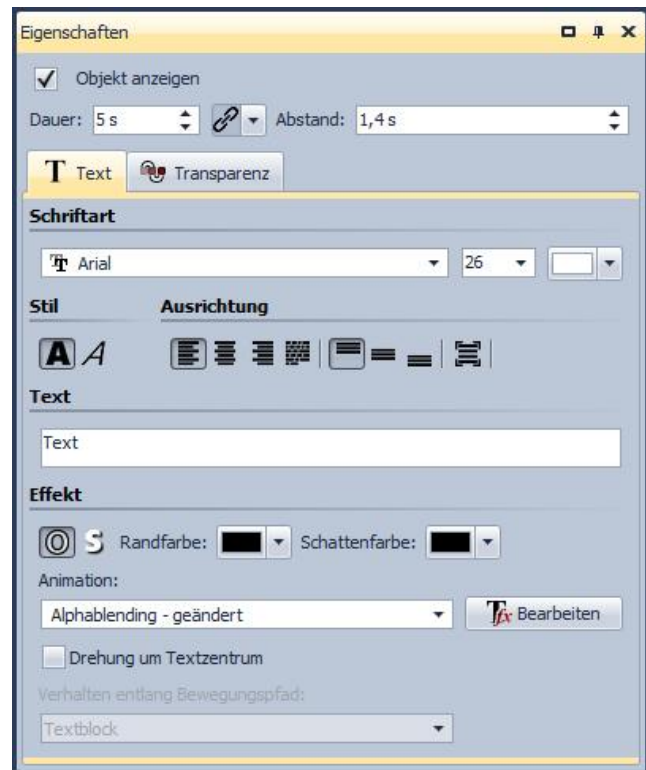 Eigenschaften
Objekt anzeigen
Dauer: 5 s Abstand: 1,4 s
T Text Transparenz
Schriftart
Arial 26
Stil Ausrichtung
A A
Text
Text
Effekt
O S Randfarbe: Schattenfarbe:
Animation:
Alphablending - geändert Tfx Bearbeiten
Drehung um Textzentrum
Verhalten entlang Bewegungspfad:
Textblock